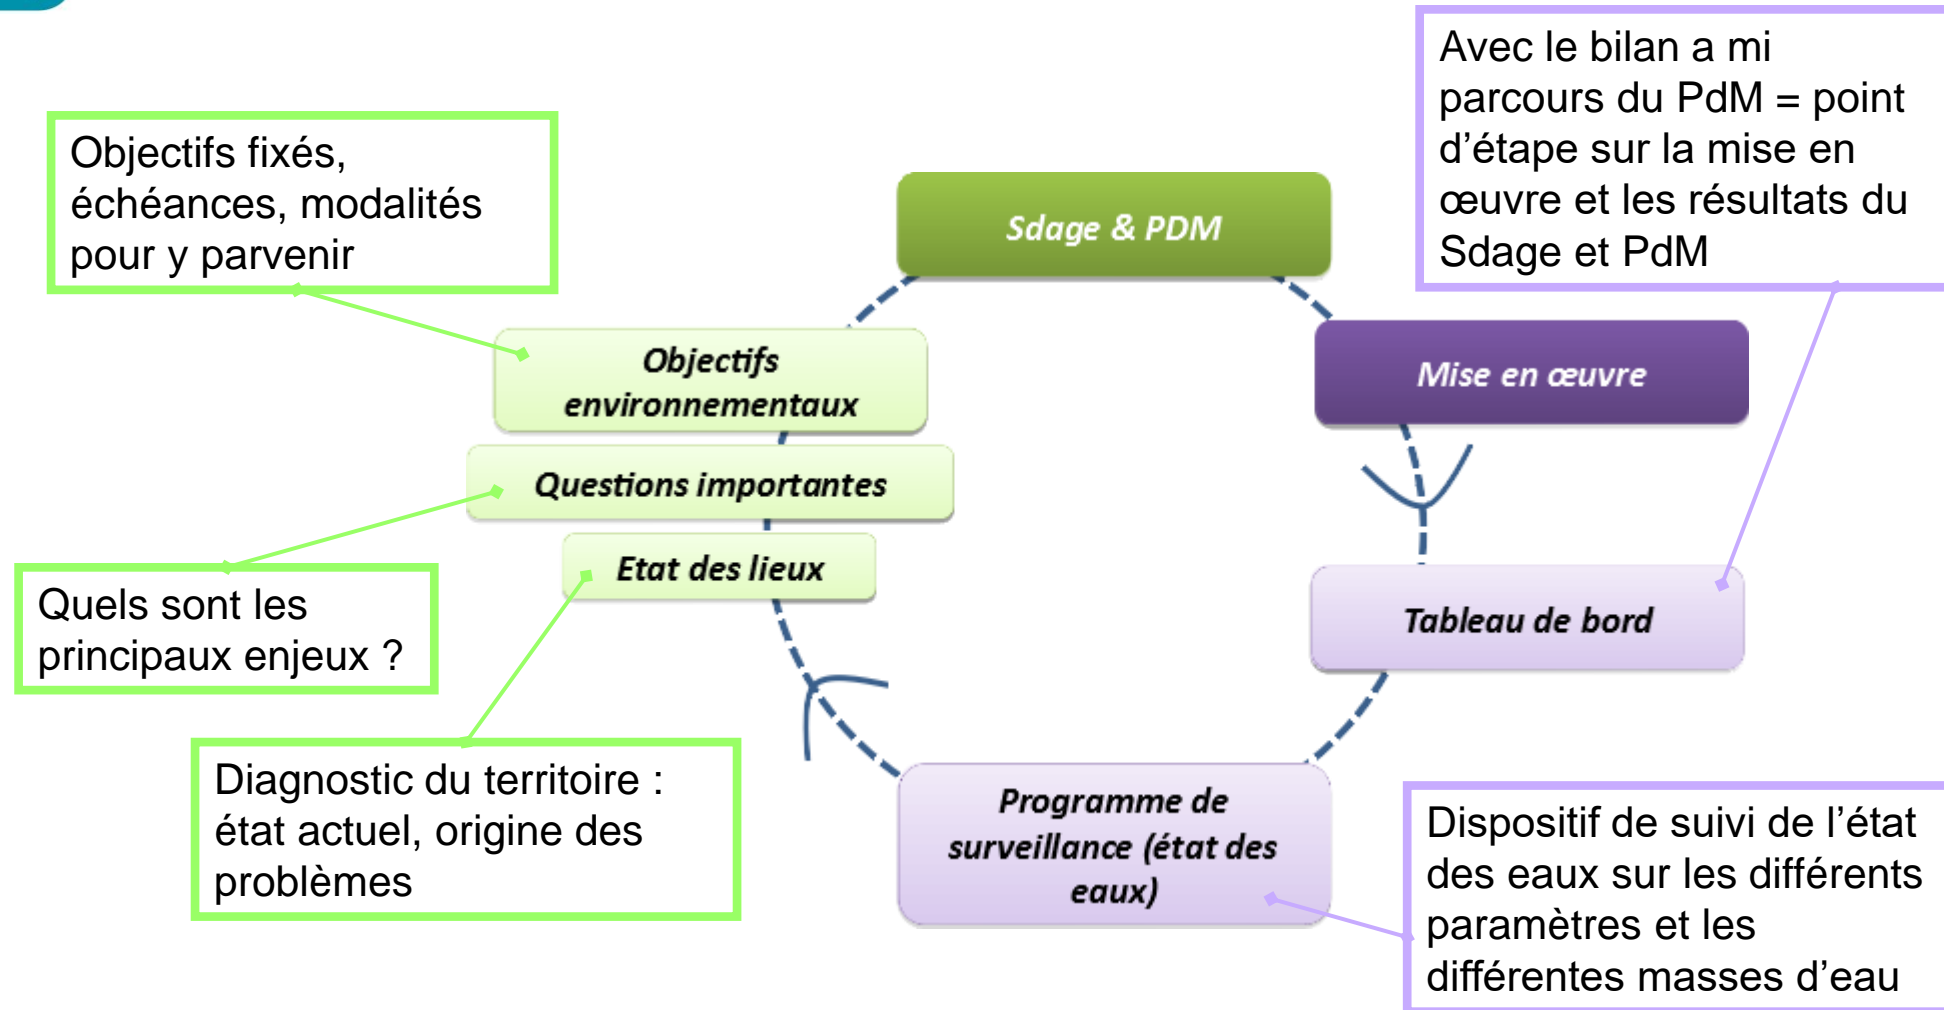 Avec le bilan a mi
parcours du PdM = point
d’étape sur la mise en
œuvre et les résultats du
Sdage et PdM
Objectifs fixés,
échéances, modalités
pour y parvenir
Sdage & PDM
Objectifs
environnementaux
Mise en œuvre
Questions importantes
Etat des lieux
Quels sont les
principaux enjeux ?
Tableau de bord
Diagnostic du territoire :
état actuel, origine des
problèmes
Programme de
surveillance (état des
eaux)
Dispositif de suivi de l’état
des eaux sur les différents
paramètres et les
différentes masses d’eau